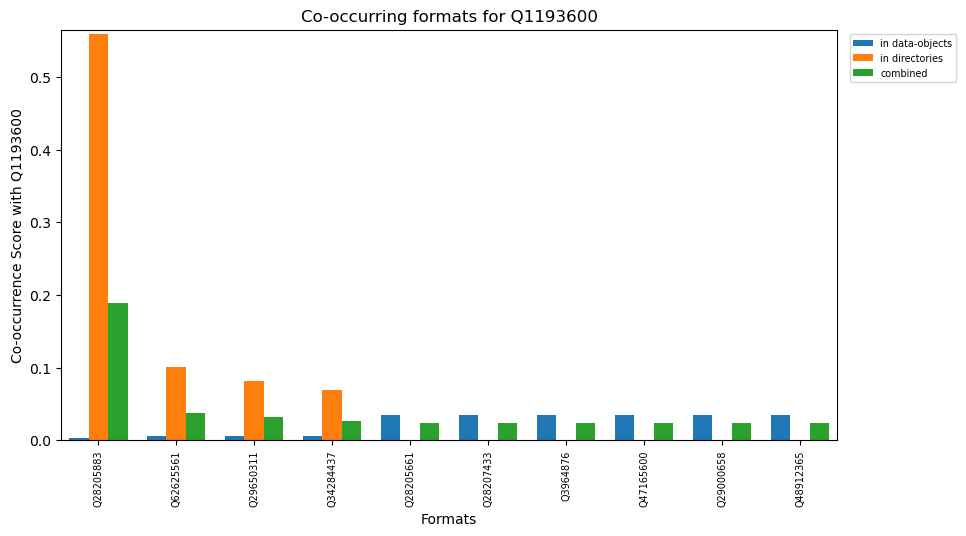 Co-occurring formats for Q1193600
in data-objects
in directories
combined
Co-occurrence Score with Q1193600
0.5
0.4
0.3
0.2
0.1
0.0
Q28205883
Q62625561
Q29650311
Q34284437
Q28205661
Q28207433
Q3964876
Q47165600
Q29000658
Q48912365
Formats